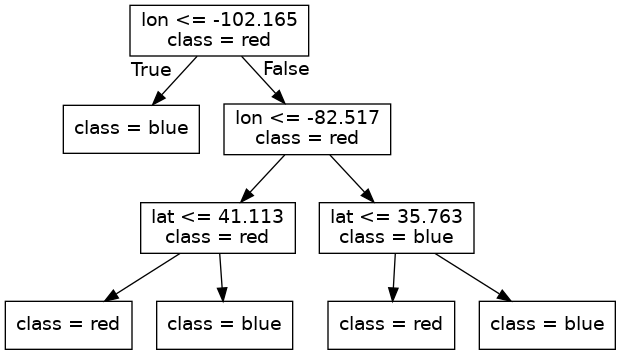 lon <= -102.165
class = red
True
False
class = blue
lon <= -82.517
class = red
lat <= 41.113
class = red
lat <= 35.763
class = blue
class = red
class = blue
class = red
class = blue